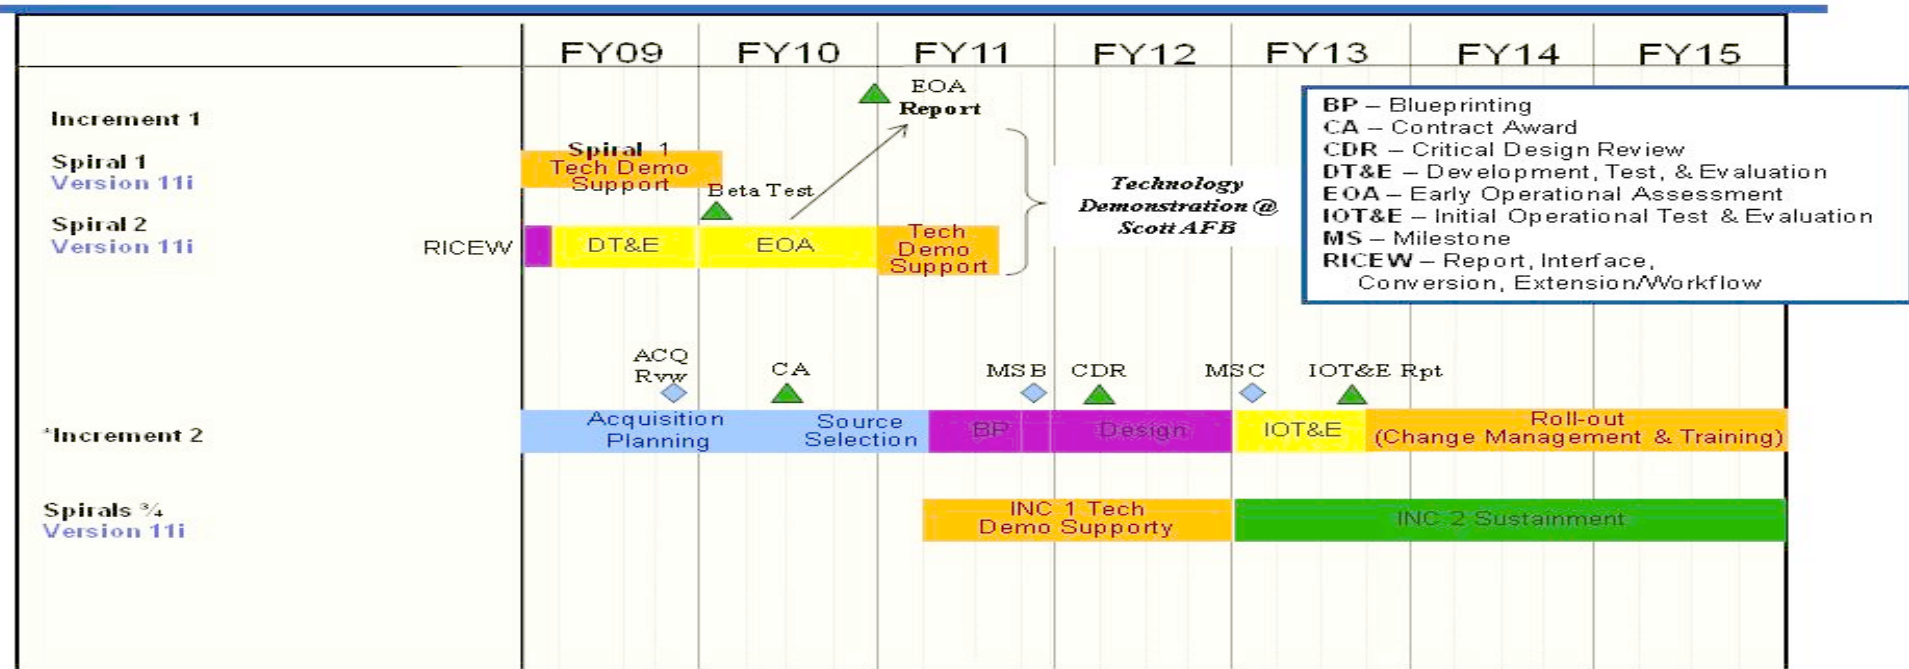 FY09 FY10 FY11 FY12 FY13 FY14 FY15
EOA
Report
BP – Blueprinting
CA – Contract Award
CDR – Critical Design Review
DT&E – Development, Test, & Evaluation
EOA – Early Operational Assessment
IOT&E – Initial Operational Test & Evaluation
MS – Milestone
RICEW – Report, Interface,
Conversion, Extension/Workflow
Increment 1
Spiral 1
Version 11i
Spiral 1
Tech Demo
Support
Beta Test
Technology
Demonstration @
Scott AFB
Spiral 2
Version 11i
RICEW
DT&E
EOA
Tech
Demo
Support
ACQ
Rvw
CA
MSB
CDR
MSC
IOT&E Rpt
*Increment 2
Acquisition
Planning
Source
Selection
BP
Design
IOT&E
Roll-out
(Change Management & Training)
Spirals ¾
Version 11i
INC 1 Tech
Demo Supporty
INC 2 Sustainment